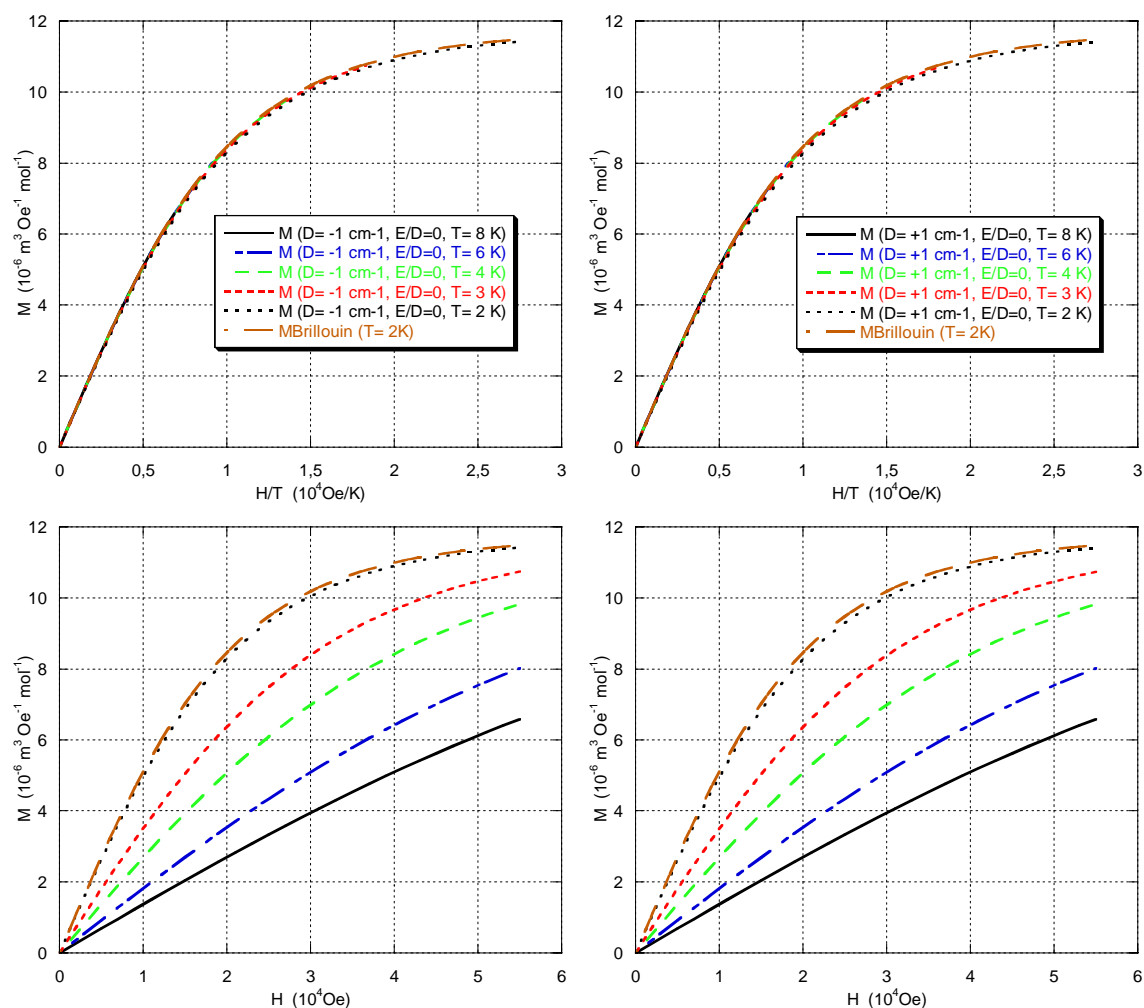 12
10
8
6
4
2
0
M (10⁻⁶ m³ Oe⁻¹ mol⁻¹)
M (D= -1 cm-1, E/D=0, T= 8 K)
M (D= -1 cm-1, E/D=0, T= 6 K)
M (D= -1 cm-1, E/D=0, T= 4 K)
M (D= -1 cm-1, E/D=0, T= 3 K)
M (D= -1 cm-1, E/D=0, T= 2 K)
MBrillouin (T= 2K)
0 0,5 1 1,5 2 2,5 3
H/T (10⁴Oe/K)
12
10
8
6
4
2
0
M (10⁻⁶ m³ Oe⁻¹ mol⁻¹)
M (D= +1 cm-1, E/D=0, T= 8 K)
M (D= +1 cm-1, E/D=0, T= 6 K)
M (D= +1 cm-1, E/D=0, T= 4 K)
M (D= +1 cm-1, E/D=0, T= 3 K)
M (D= +1 cm-1, E/D=0, T= 2 K)
MBrillouin (T= 2K)
0 0,5 1 1,5 2 2,5 3
H/T (10⁴Oe/K)
12
10
8
6
4
2
0
M (10⁻⁶ m³ Oe⁻¹ mol⁻¹)
0 1 2 3 4 5 6
H (10⁴Oe)
12
10
8
6
4
2
0
M (10⁻⁶ m³ Oe⁻¹ mol⁻¹)
0 1 2 3 4 5 6
H (10⁴Oe)